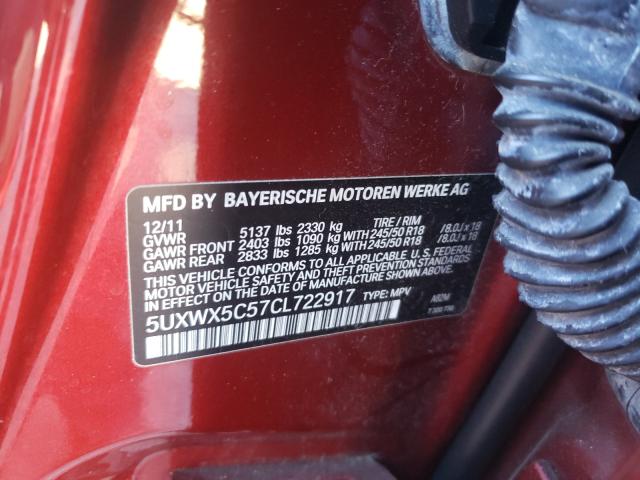 MFD BY BAYERISCHE MOTOREN WERKE AG
12/11 5137 lbs 2330 kg TIRE / RIM
GVWR
GAWR FRONT 2403 lbs 1090 kg WITH 245/50 R18 /8.0J x 18
GAWR REAR 2833 lbs 1285 kg WITH 245/50 R18 /8.0J x 18
THIS VEHICLE CONFORMS TO ALL APPLICABLE U.S. FEDERAL
MOTOR VEHICLE SAFETY AND THEFT PREVENTION STANDARDS
IN EFFECT ON THE DATE OF MANUFACTURE SHOWN ABOVE.
5UXWX5C57CL722917 TYPE: MPV A82M